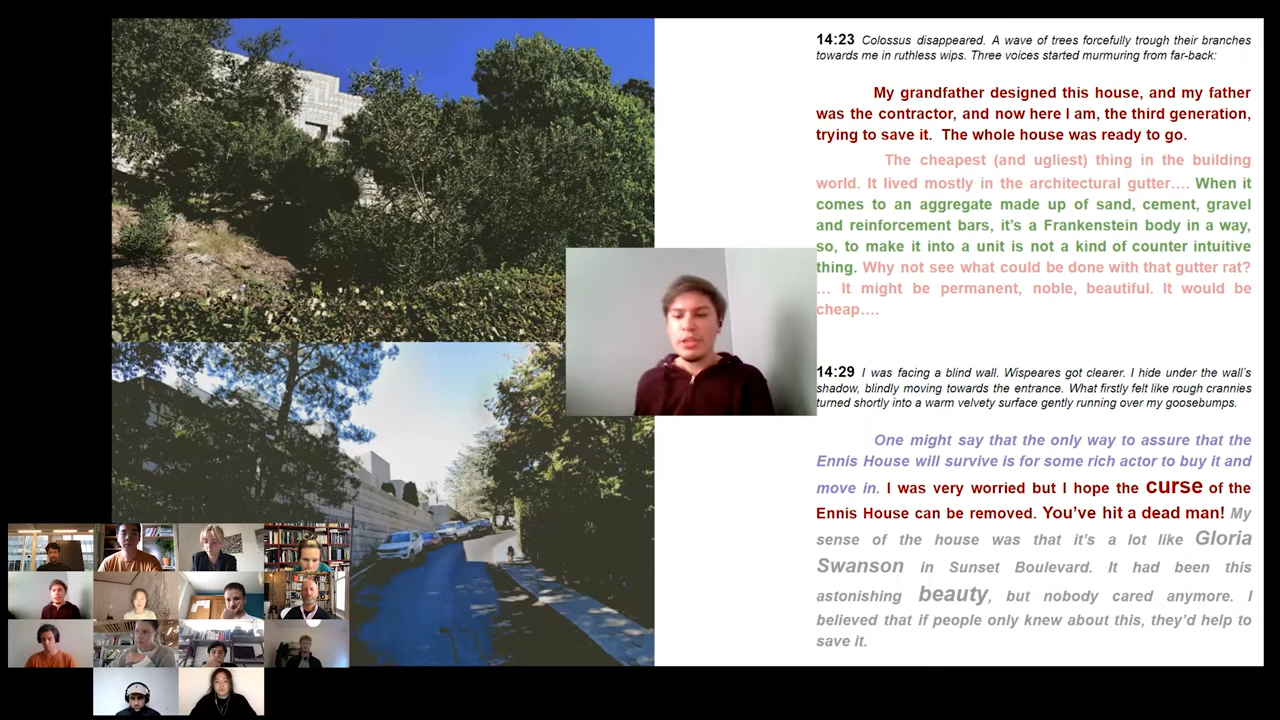 14:23 Colossus disappeared. A wave of trees forcefully trough their branches
towards me in ruthless wips. Three voices started murmuring from far-back:
My grandfather designed this house, and my father
was the contractor, and now here I am, the third generation,
trying to save it. The whole house was ready to go.
The cheapest (and ugliest) thing in the building
world. It lived mostly in the architectural gutter…. When it
comes to an aggregate made up of sand, cement, gravel
and reinforcement bars, it’s a Frankenstein body in a way,
so, to make it into a unit is not a kind of counter intuitive
thing. Why not see what could be done with that gutter rat?
… It might be permanent, noble, beautiful. It would be
cheap….
14:29 I was facing a blind wall. Wispeares got clearer. I hide under the wall’s
shadow, blindly moving towards the entrance. What firstly felt like rough crannies
turned shortly into a warm velvety surface gently running over my goosebumps.
One might say that the only way to assure that the
Ennis House will survive is for some rich actor to buy it and
move in. I was very worried but I hope the curse of the
Ennis House can be removed. You’ve hit a dead man! My
sense of the house was that it’s a lot like Gloria
Swanson in Sunset Boulevard. It had been this
astonishing beauty, but nobody cared anymore. I
believed that if people only knew about this, they’d help to
save it.